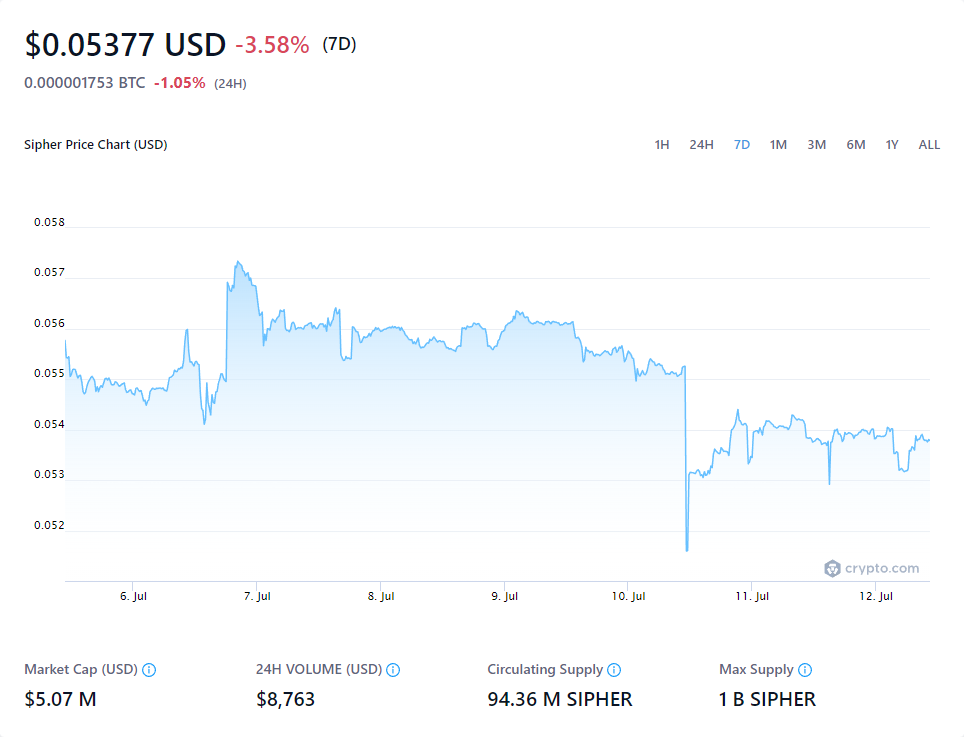 $0.05377 USD -3.58% (7D)
0.000001753 BTC -1.05% (24H)
Sipher Price Chart (USD) 1H 24H 7D 1M 3M 6M 1Y ALL
0.058
0.057
0.056
0.055
0.054
0.053
0.052
crypto.com
6. Jul 7. Jul 8. Jul 9. Jul 10. Jul 11. Jul 12. Jul
Market Cap (USD) 24H VOLUME (USD) Circulating Supply Max Supply
$5.07 M $8,763 94.36 M SIPHER 1 B SIPHER